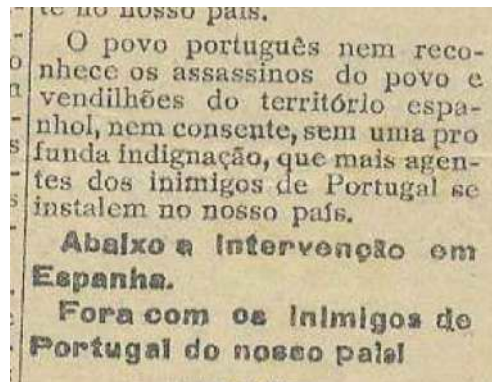 te no nosso país.
O povo português nem reco-
nhece os assassinos do povo e
vendilhões do território espa-
nhol, nem consente, sem uma pro
funda indignação, que mais agen-
tes dos inimigos de Portugal se
instalem no nosso país.
Abaixo a intervenção em
Espanha.
Fora com os inimigos de
Portugal do nosso país!